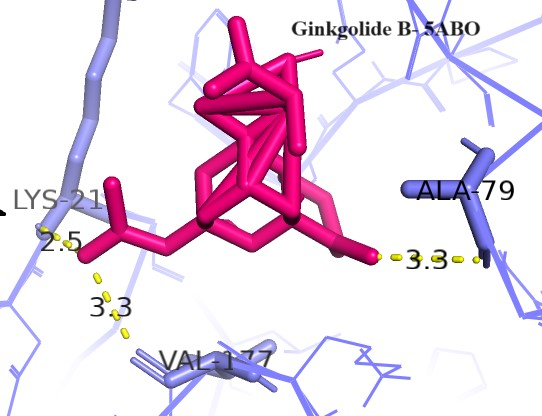 Ginkgolide B- 5ABO
ALA-79
LYS-21
2.5
3.3
3.3
VAL-177